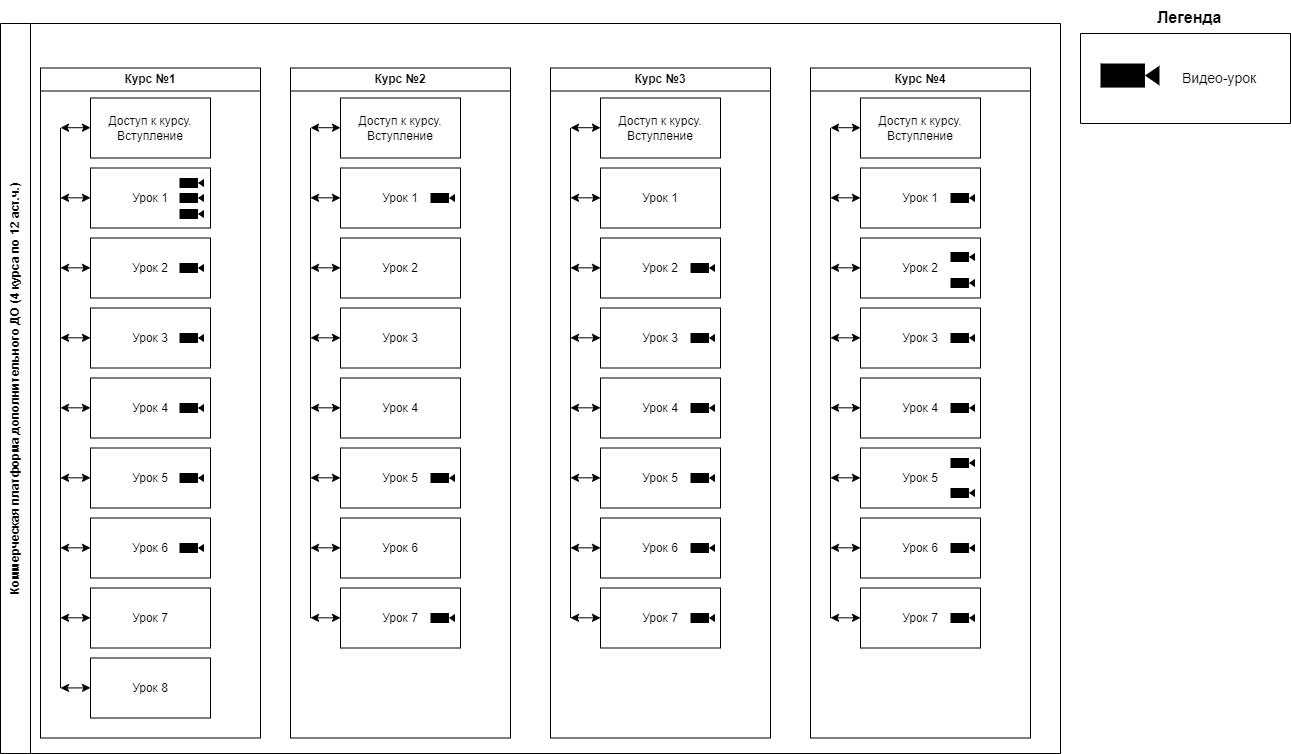 Легенда
Видео-урок
Коммерческая платформа дополнительного ДО (4 курса по 12 аст.ч.)
Курс №1
Доступ к курсу.
Вступление
Урок 1
Урок 2
Урок 3
Урок 4
Урок 5
Урок 6
Урок 7
Урок 8
Курс №2
Доступ к курсу.
Вступление
Урок 1
Урок 2
Урок 3
Урок 4
Урок 5
Урок 6
Урок 7
Курс №3
Доступ к курсу.
Вступление
Урок 1
Урок 2
Урок 3
Урок 4
Урок 5
Урок 6
Урок 7
Курс №4
Доступ к курсу.
Вступление
Урок 1
Урок 2
Урок 3
Урок 4
Урок 5
Урок 6
Урок 7